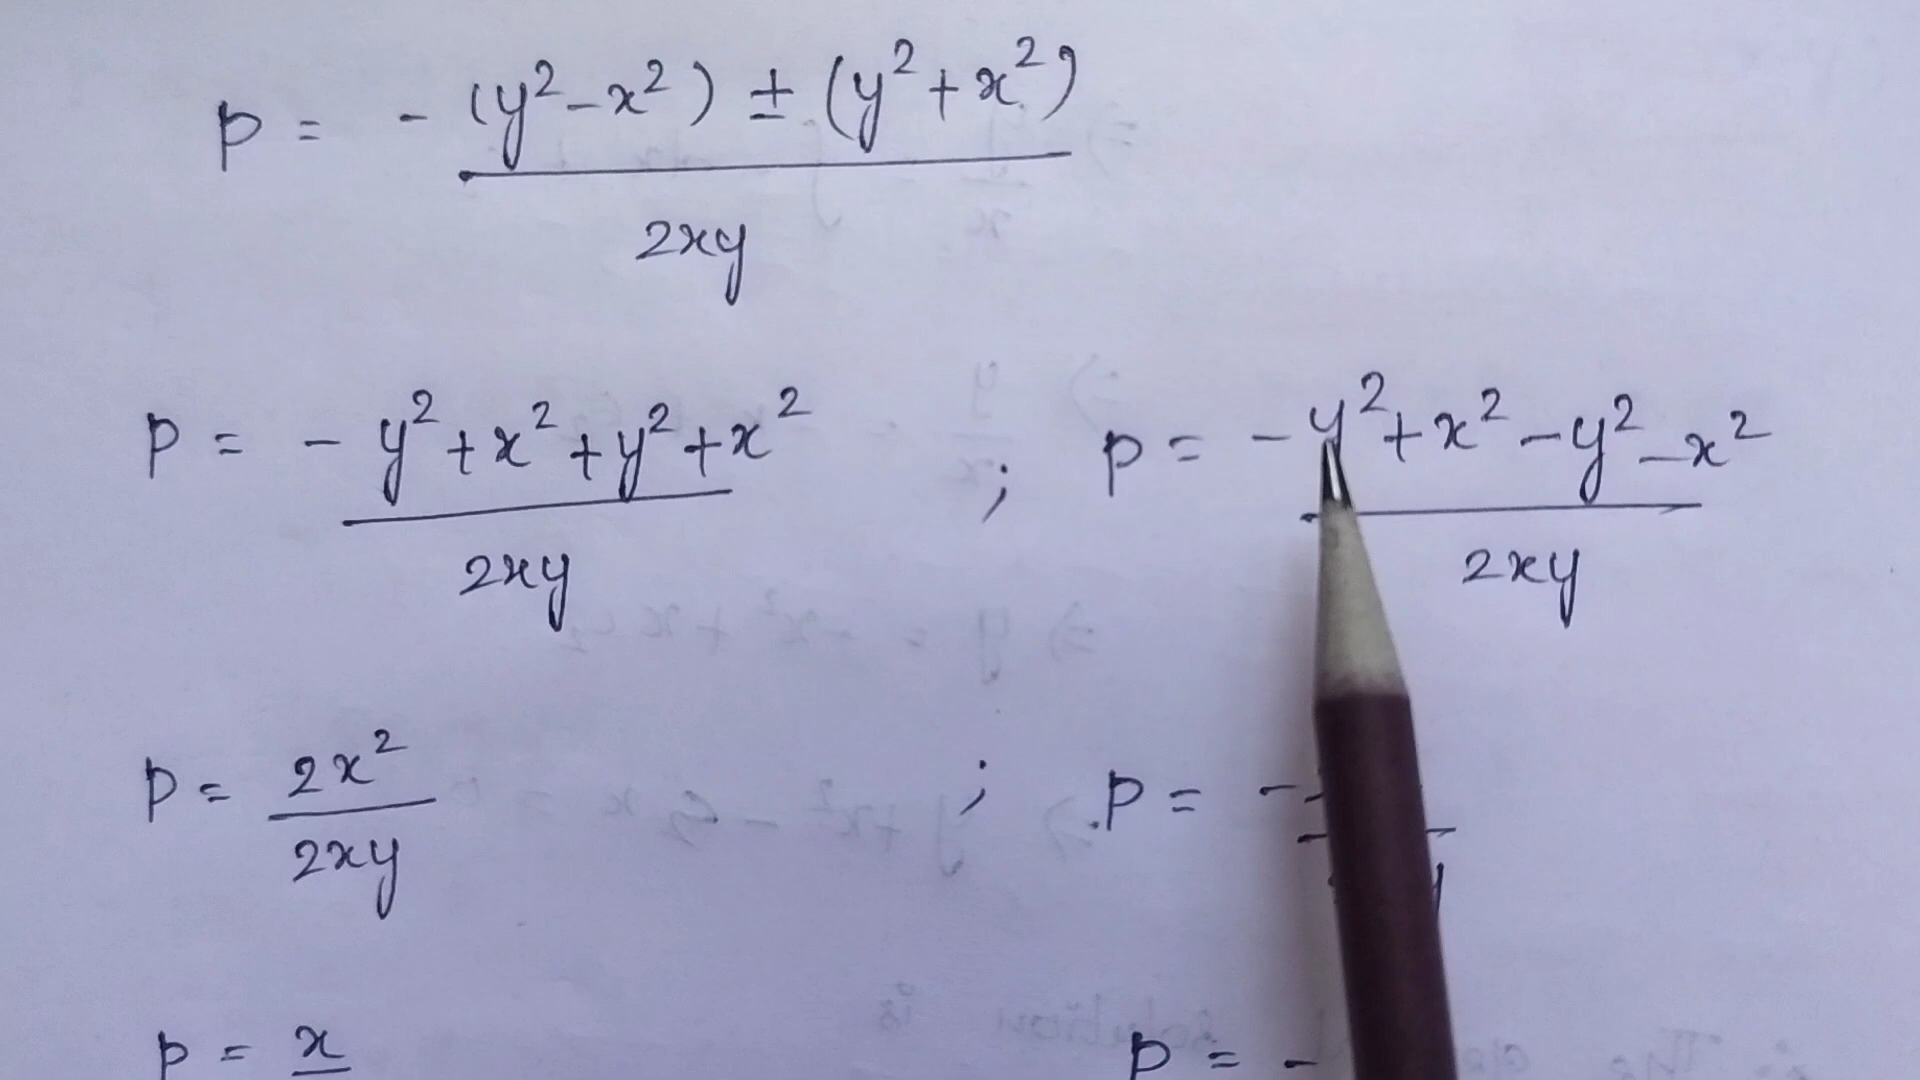 p = - (y² - x²) ± (y² + x²)
2xy
p = - y² + x² + y² + x² ; p = - y² + x² - y² - x²
2xy 2xy
p = 2x² ; p = -
2xy
p = x p = -